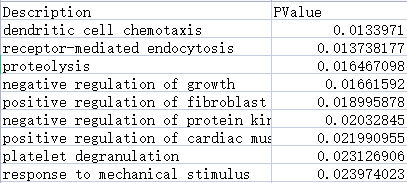 Description PValue
dendritic cell chemotaxis 0.0133971
receptor-mediated endocytosis 0.013738177
proteolysis 0.016467098
negative regulation of growth 0.01661592
positive regulation of fibroblast 0.018995878
negative regulation of protein kin 0.02032845
positive regulation of cardiac mus 0.021990955
platelet degranulation 0.023126906
response to mechanical stimulus 0.023974023